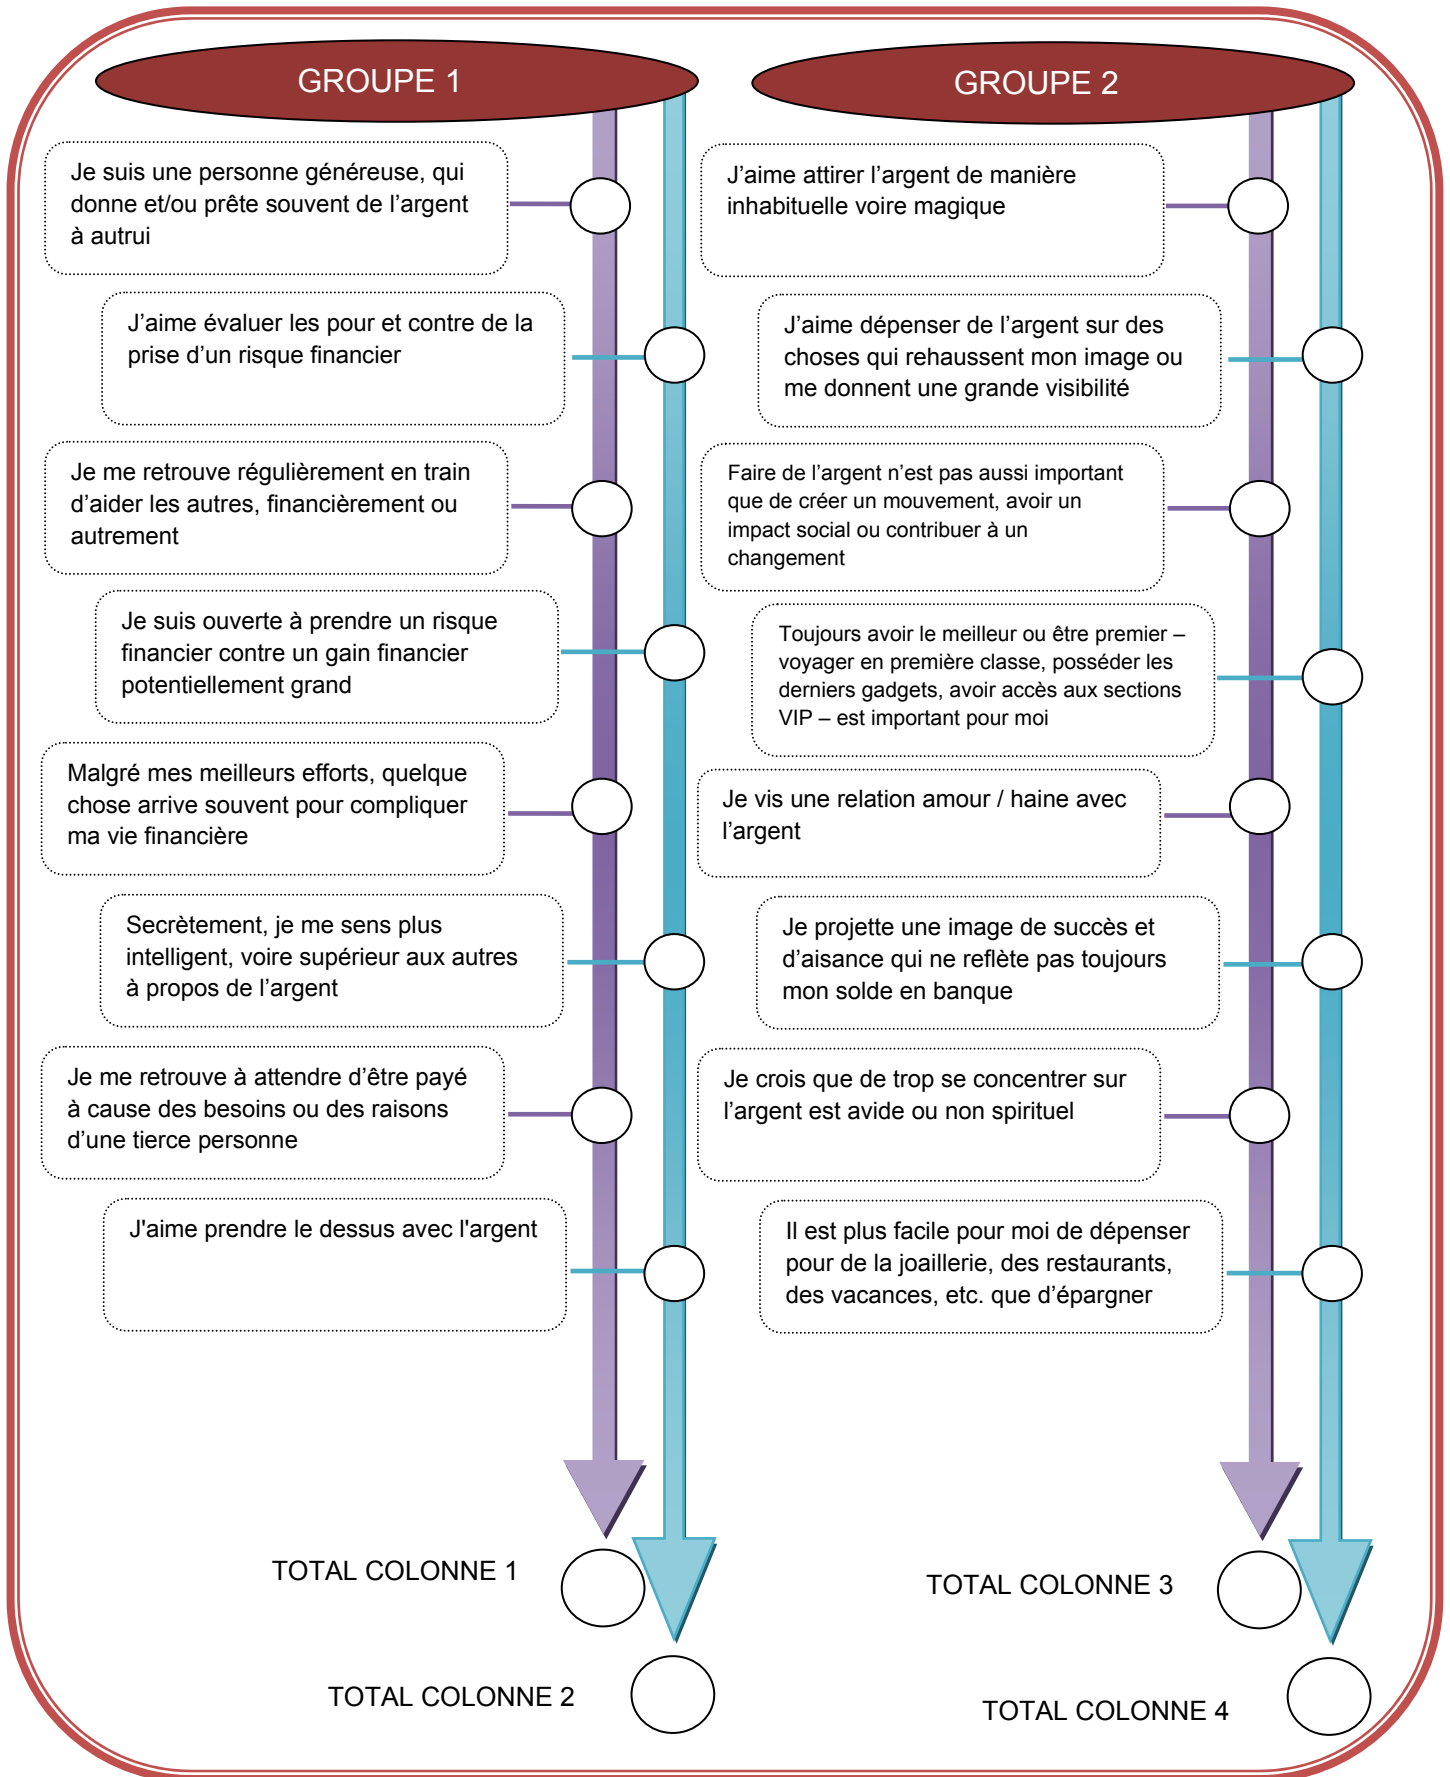 GROUPE 1
Je suis une personne généreuse, qui
donne et/ou prête souvent de l’argent
à autrui
J’aime évaluer les pour et contre de la
prise d’un risque financier
Je me retrouve régulièrement en train
d’aider les autres, financièrement ou
autrement
Je suis ouverte à prendre un risque
financier contre un gain financier
potentiellement grand
Malgré mes meilleurs efforts, quelque
chose arrive souvent pour compliquer
ma vie financière
Secrètement, je me sens plus
intelligent, voire supérieur aux autres
à propos de l’argent
Je me retrouve à attendre d’être payé
à cause des besoins ou des raisons
d’une tierce personne
J'aime prendre le dessus avec l'argent
TOTAL COLONNE 1
TOTAL COLONNE 2
GROUPE 2
J’aime attirer l’argent de manière
inhabituelle voire magique
J’aime dépenser de l’argent sur des
choses qui rehaussent mon image ou
me donnent une grande visibilité
Faire de l’argent n’est pas aussi important
que de créer un mouvement, avoir un
impact social ou contribuer à un
changement
Toujours avoir le meilleur ou être premier –
voyager en première classe, posséder les
derniers gadgets, avoir accès aux sections
VIP – est important pour moi
Je vis une relation amour / haine avec
l’argent
Je projette une image de succès et
d’aisance qui ne reflète pas toujours
mon solde en banque
Je crois que de trop se concentrer sur
l’argent est avide ou non spirituel
Il est plus facile pour moi de dépenser
pour de la joaillerie, des restaurants,
des vacances, etc. que d’épargner
TOTAL COLONNE 3
TOTAL COLONNE 4